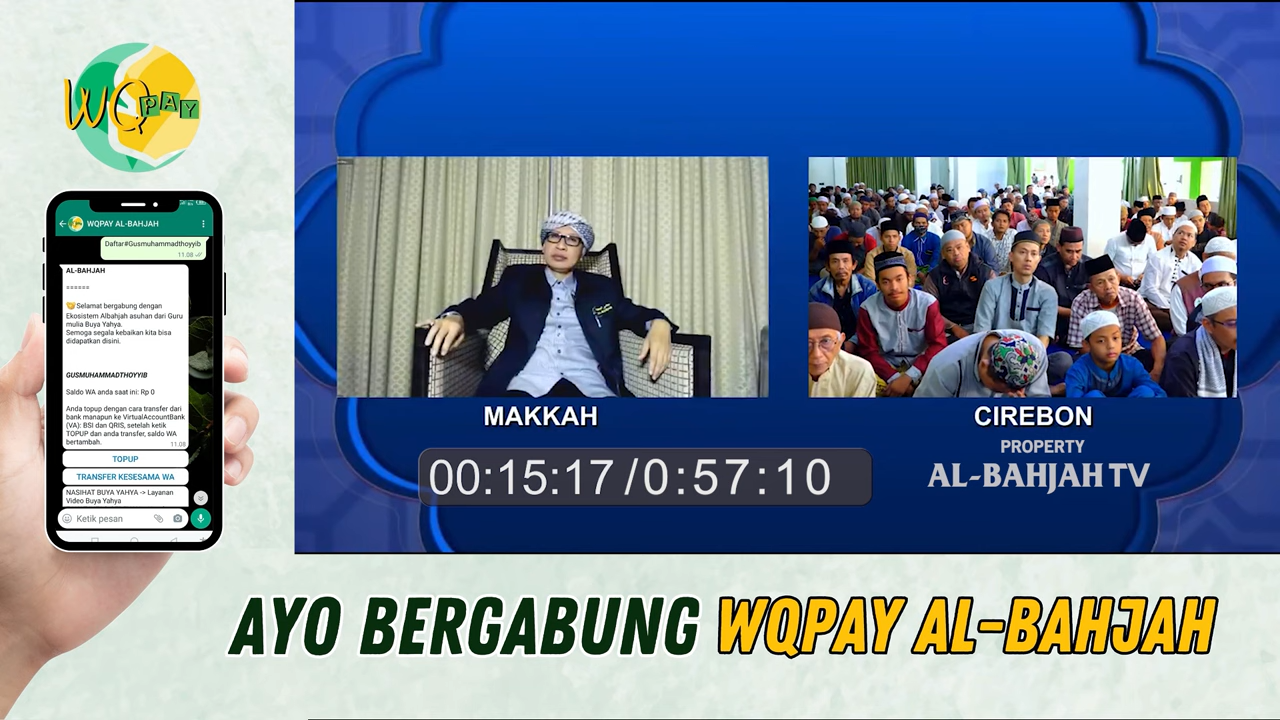 WQPAY
WQPAY AL-BAHJAH
Daftar#Gusmuhammadthoyyib
11.08
AL-BAHJAH
======
Selamat bergabung dengan
Ekosistem Albahjah asuhan dari Guru
mulia Buya Yahya.
Semoga segala kebaikan kita bisa
didapatkan disini.
GUSMUHAMMADTHOYYIB
Saldo WA anda saat ini: Rp 0
Anda topup dengan cara transfer dari
bank manapun ke VirtualAccountBank
(VA): BSI dan QRIS, setelah ketik
TOPUP dan anda transfer, saldo WA
bertambah.
11.08
TOPUP
TRANSFER KESESAMA WA
NASIHAT BUYA YAHYA -> Layanan
Video Buya Yahya
Ketik pesan
MAKKAH
CIREBON
00:15:17/0:57:10
PROPERTY
AL-BAHJAH TV
AYO BERGABUNG WQPAY AL-BAHJAH